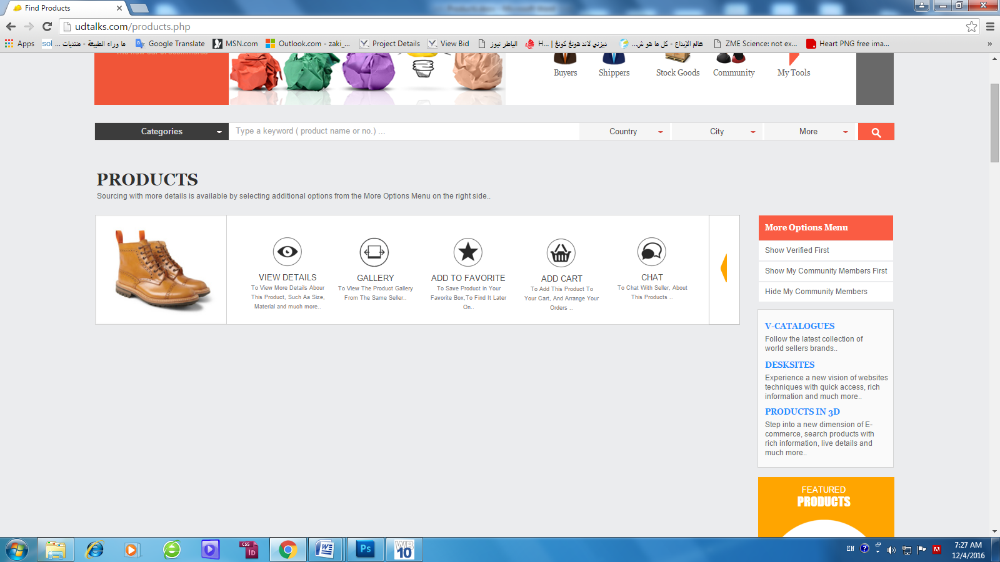 Find Products
udtalks.com/products.php
Apps
sol
ما وراء الطبيعة - منتديات ...
Google Translate
MSN.com
Outlook.com - zaki_...
Project Details
View Bid
الباطر نيوز
H... | ديزني لاند هونغ كونغ
عالم الإبداع - كل ما هو ش...
ZME Science: not ex...
Heart PNG free ima...
»
Buyers
Shippers
Stock Goods
Community
My Tools
Categories
Type a keyword ( product name or no.) ...
Country
City
More
PRODUCTS
Sourcing with more details is available by selecting additional options from the More Options Menu on the right side..
VIEW DETAILS
To View More Details Abour
This Product, Such Aa Size,
Material and much more..
GALLERY
To View The Product Gallery
From The Same Seller..
ADD TO FAVORITE
To Save Product in Your
Favorite Box,To Find It Later
On..
ADD CART
To Add This Product To
Your Cart, And Arrange Your
Orders ..
CHAT
To Chat With Seller, About
This Products ..
More Options Menu
Show Verified First
Show My Community Members First
Hide My Community Members
V-CATALOGUES
Follow the latest collection of
world sellers brands..
DESKSITES
Experience a new vision of websites
techniques with quick access, rich
information and much more..
PRODUCTS IN 3D
Step into a new dimension of E-
commerce, search products with
rich information, live details and
much more..
FEATURED
PRODUCTS
CSS
Id
W
Ps
WB
10
EN
7:27 AM
12/4/2016